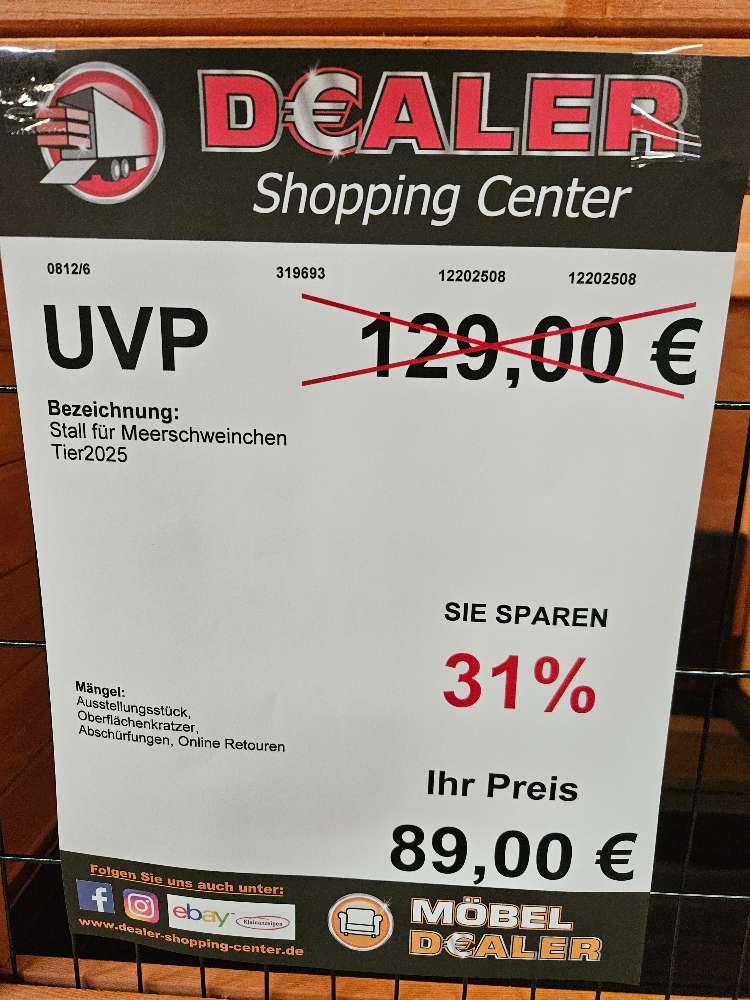 D€ALER
Shopping Center
0812/6 319693 12202508 12202508
UVP 129,00 €
Bezeichnung:
Stall für Meerschweinchen
Tier2025
SIE SPAREN
31%
Mängel:
Ausstellungsstück,
Oberflächenkratzer,
Abschürfungen, Online Retouren
Ihr Preis
89,00 €
Folgen Sie uns auch unter:
f ebay Kleinanzeigen
www.dealer-shopping-center.de
MÖBEL
D€ALER